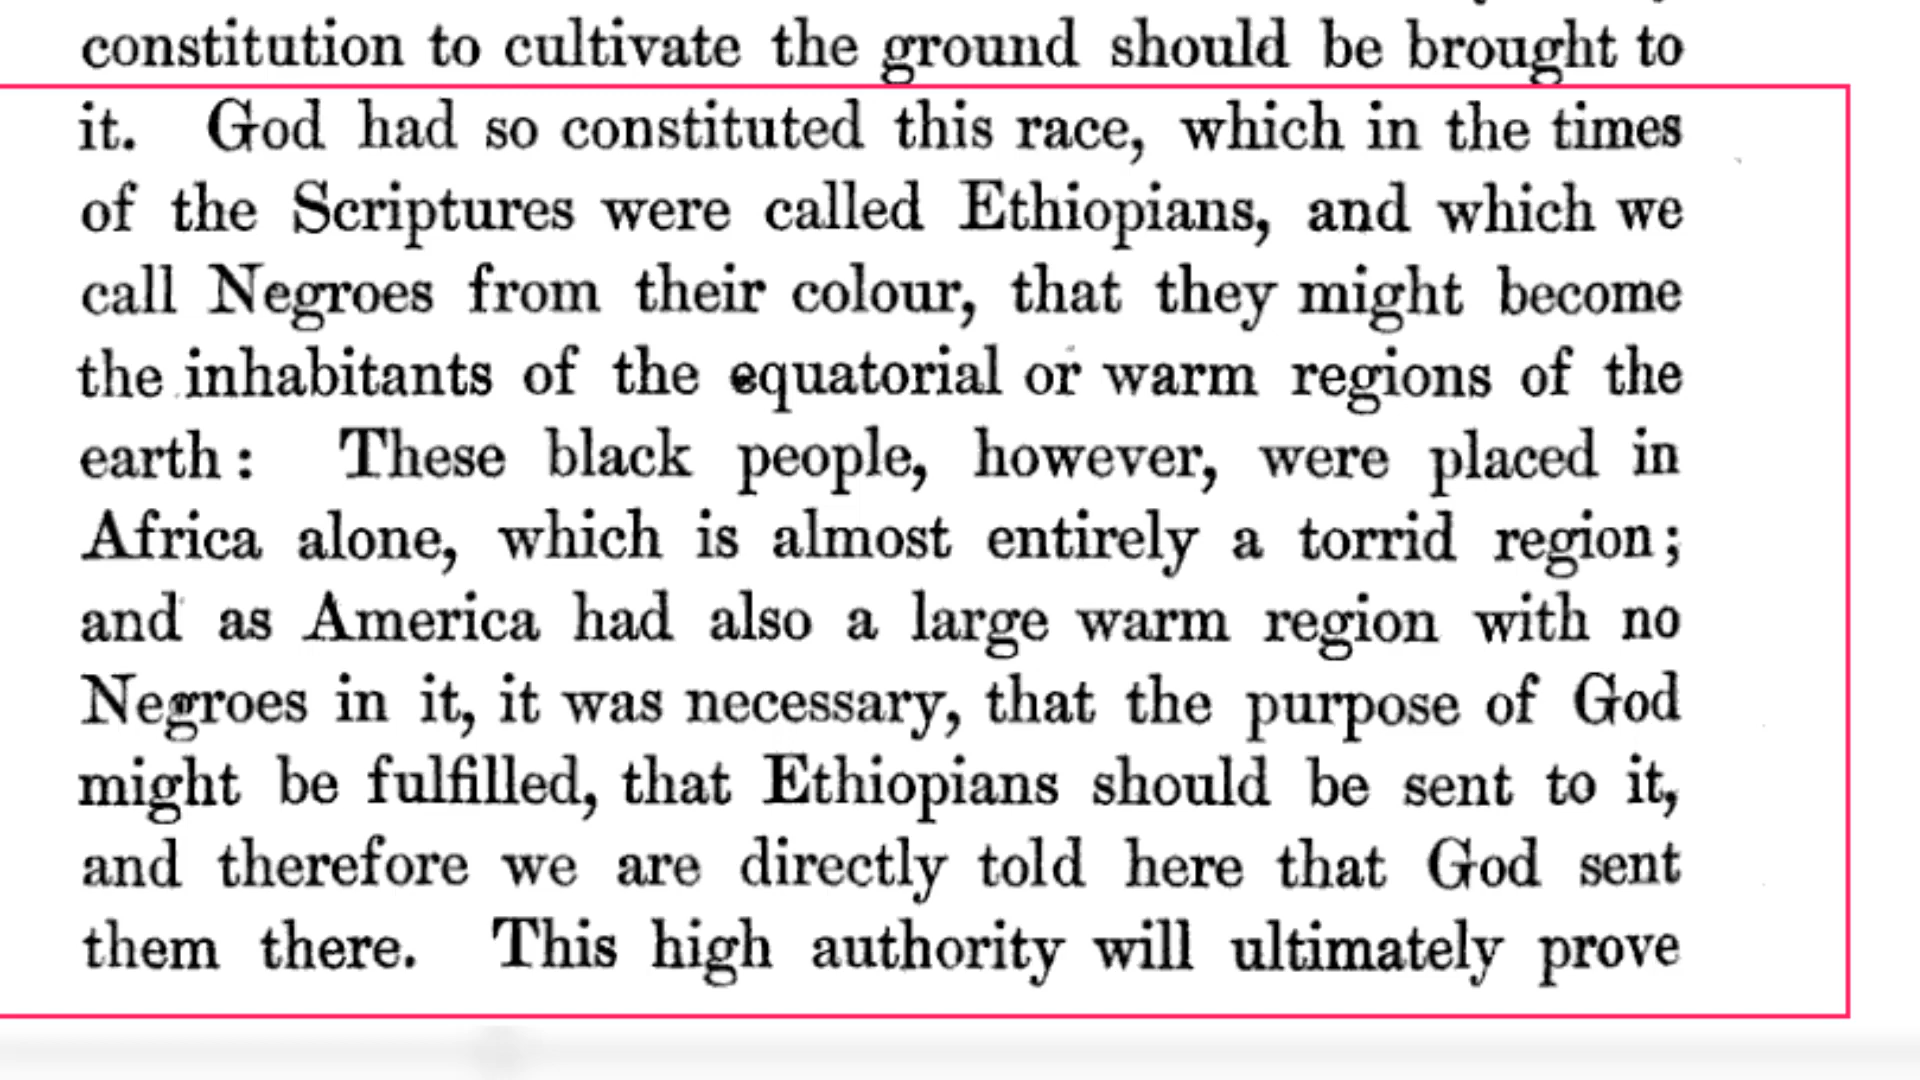 constitution to cultivate the ground should be brought to
it. God had so constituted this race, which in the times
of the Scriptures were called Ethiopians, and which we
call Negroes from their colour, that they might become
the inhabitants of the equatorial or warm regions of the
earth: These black people, however, were placed in
Africa alone, which is almost entirely a torrid region;
and as America had also a large warm region with no
Negroes in it, it was necessary, that the purpose of God
might be fulfilled, that Ethiopians should be sent to it,
and therefore we are directly told here that God sent
them there. This high authority will ultimately prove